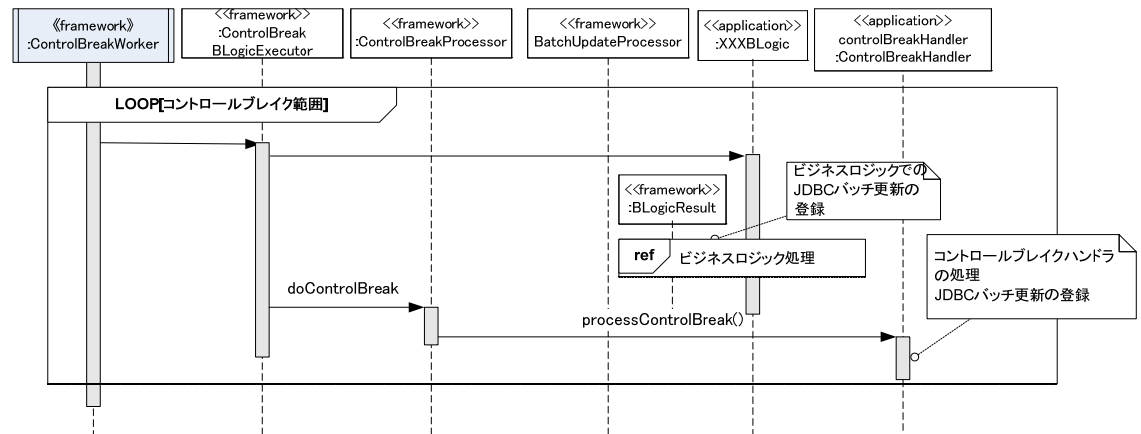 《framework》
:ControlBreakWorker
<<framework>>
:ControlBreak
BLogicExecutor
<<framework>>
:ControlBreakProcessor
<<framework>>
BatchUpdateProcessor
<<application>>
:XXXBLogic
<<application>>
controlBreakHandler
:ControlBreakHandler
LOOP[コントロールブレイク範囲]
ビジネスロジックでの
JDBCバッチ更新の
登録
<<framework>>
:BLogicResult
ref
ビジネスロジック処理
コントロールブレイクハンドラ
の処理
JDBCバッチ更新の登録
doControlBreak
processControlBreak()